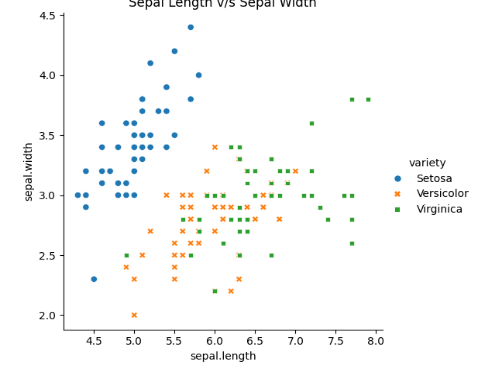 Sepal Length v/s Sepal Width
4.5
4.0
3.5
3.0
2.5
2.0
sepal.width
4.5 5.0 5.5 6.0 6.5 7.0 7.5 8.0
sepal.length
variety
Setosa
Versicolor
Virginica